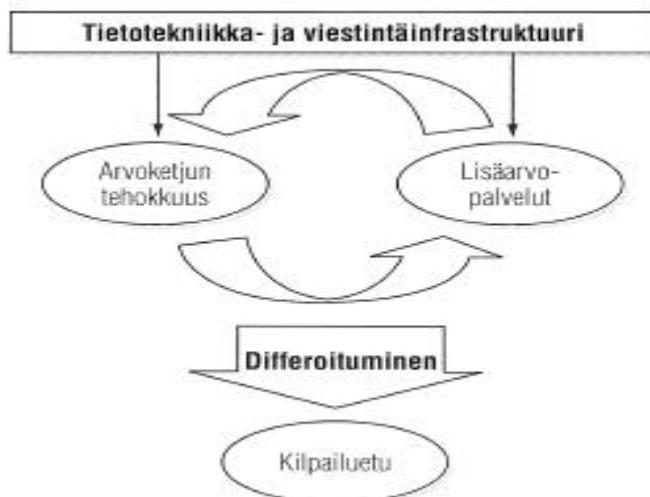 Tietotekniikka- ja viestintäinfrastruktuuri
Arvoketjun
tehokkuus
Lisäarvo-
palvelut
Differoituminen
Kilpailuetu